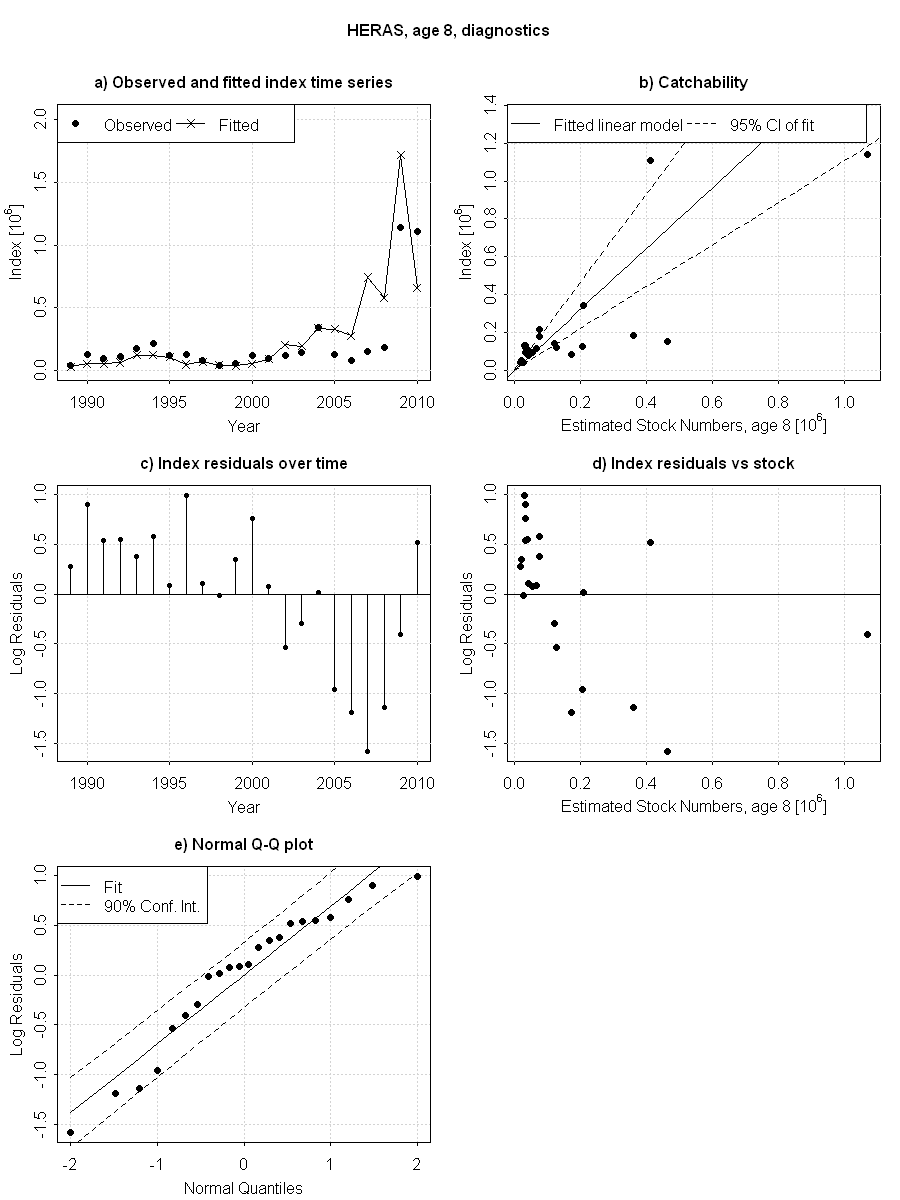 HERAS, age 8, diagnostics
a) Observed and fitted index time series
Observed Fitted
2.0
1.5
1.0
0.5
0.0
Index [10^6]
1990 1995 2000 2005 2010
Year
b) Catchability
Fitted linear model 95% CI of fit
1.4
1.2
1.0
0.8
0.6
0.4
0.2
0.0
Index [10^6]
0.0 0.2 0.4 0.6 0.8 1.0
Estimated Stock Numbers, age 8 [10^6]
c) Index residuals over time
1.0
0.5
0.0
-0.5
-1.0
-1.5
Log Residuals
1990 1995 2000 2005 2010
Year
d) Index residuals vs stock
1.0
0.5
0.0
-0.5
-1.0
-1.5
Log Residuals
0.0 0.2 0.4 0.6 0.8 1.0
Estimated Stock Numbers, age 8 [10^6]
e) Normal Q-Q plot
Fit
90% Conf. Int.
1.0
0.5
0.0
-0.5
-1.0
-1.5
Log Residuals
-2 -1 0 1 2
Normal Quantiles